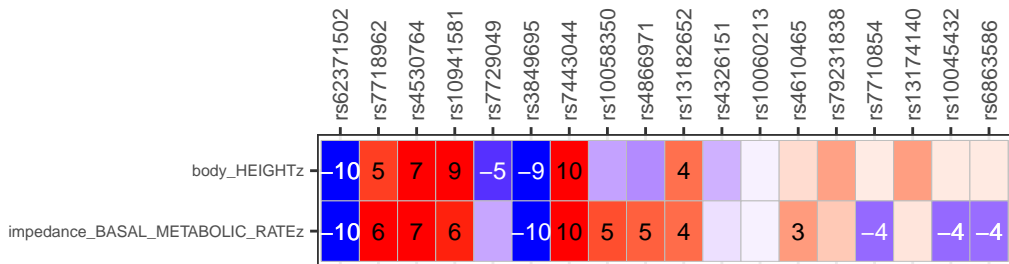 rs62371502 rs7718962 rs4530764 rs10941581 rs7729049 rs3849695 rs7443044 rs10058350 rs4866971 rs13182652 rs4326151 rs10060213 rs4610465 rs79231838 rs7710854 rs13174140 rs10045432 rs6863586
body_HEIGHTz −10 5 7 9 −5 −9 10 4
impedance_BASAL_METABOLIC_RATEz −10 6 7 6 −10 10 5 5 4 3 −4 −4 −4